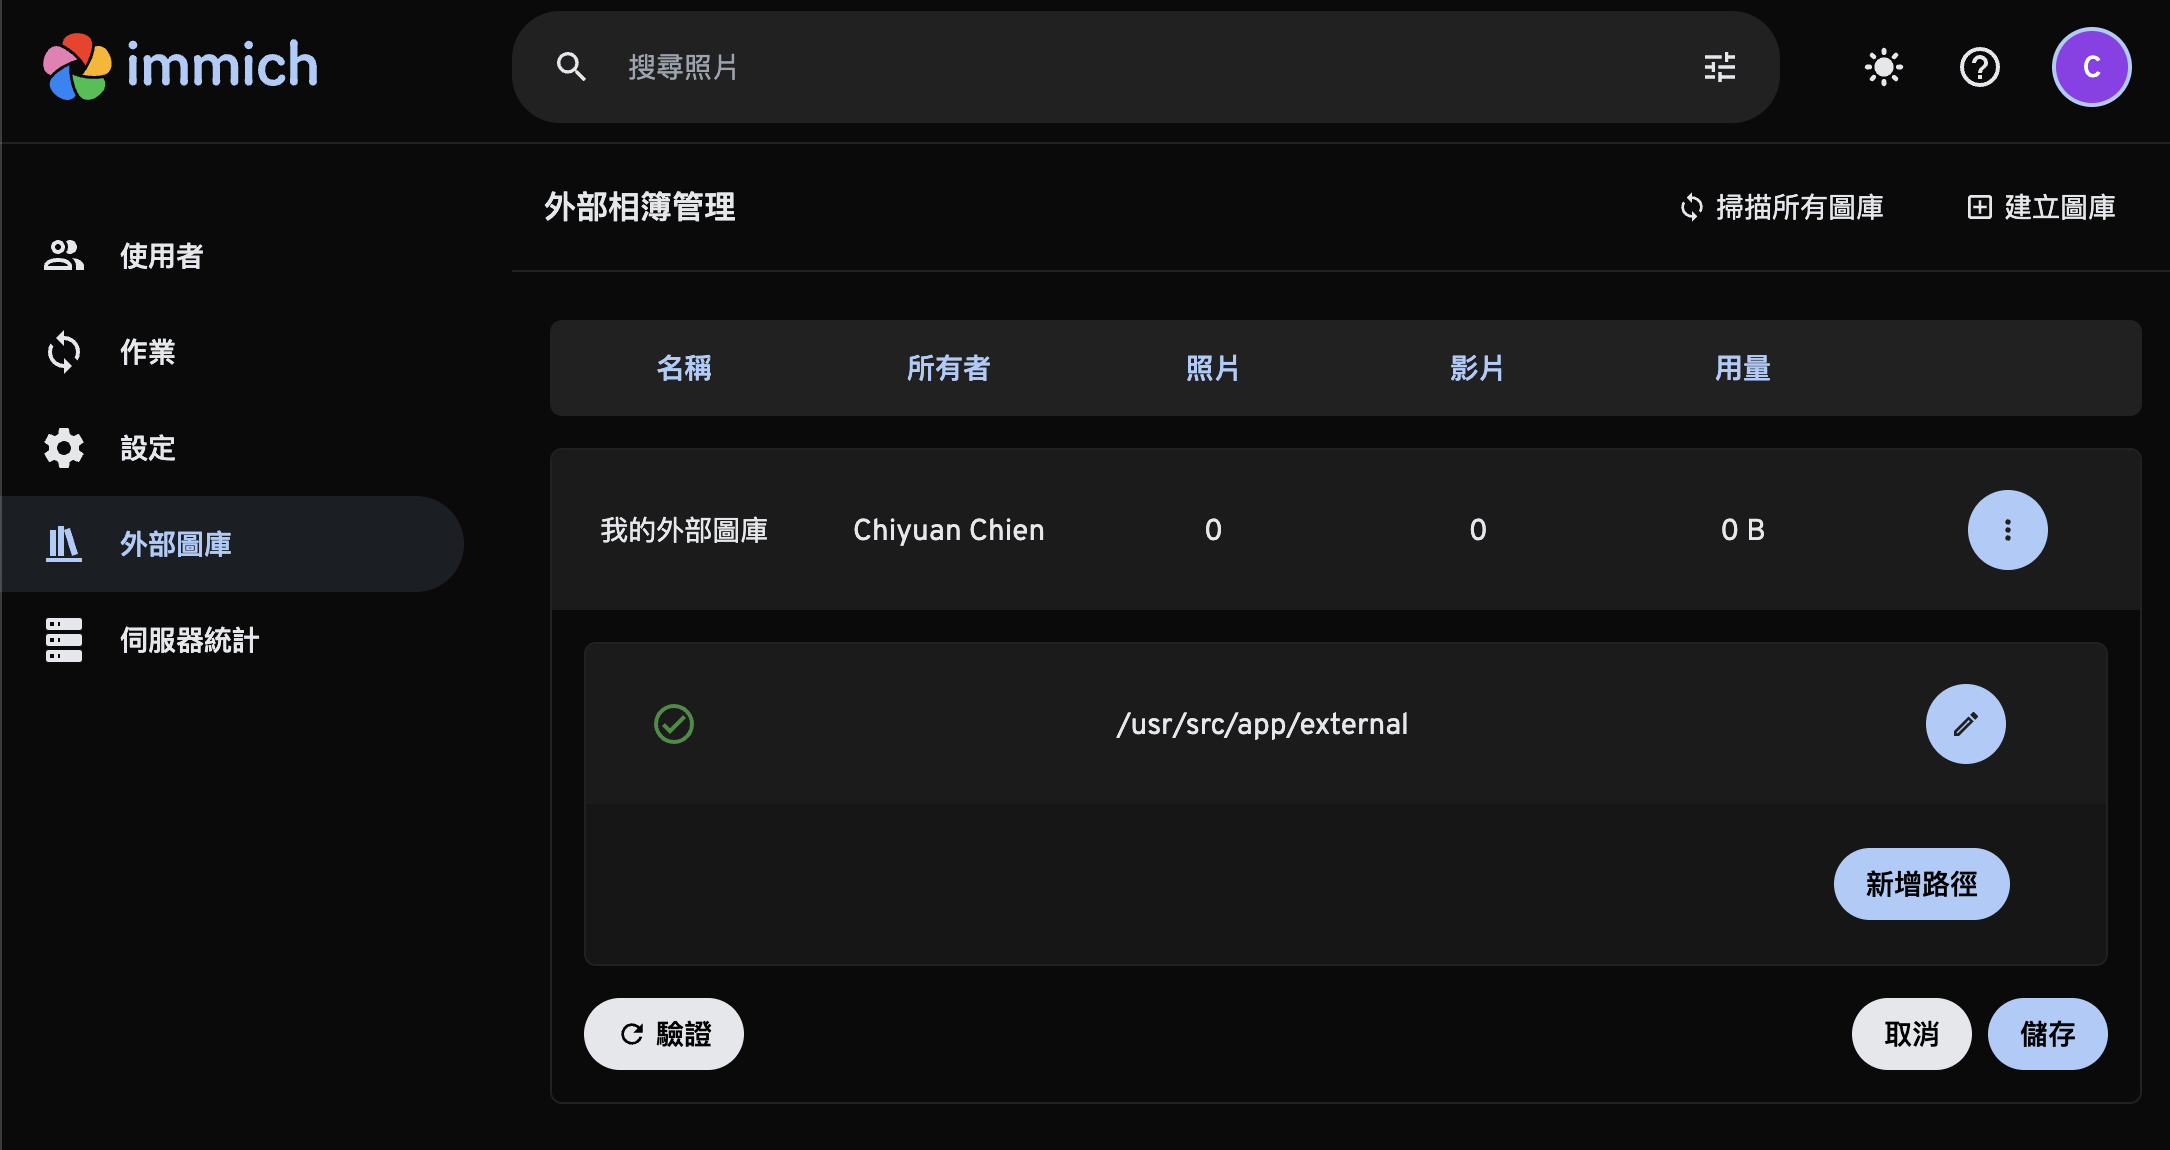 immich
搜尋照片
C
外部相簿管理
掃描所有圖庫
建立圖庫
使用者
作業
設定
外部圖庫
伺服器統計
名稱 所有者 照片 影片 用量
我的外部圖庫 Chiyuan Chien 0 0 0 B
/usr/src/app/external
新增路徑
驗證
取消
儲存